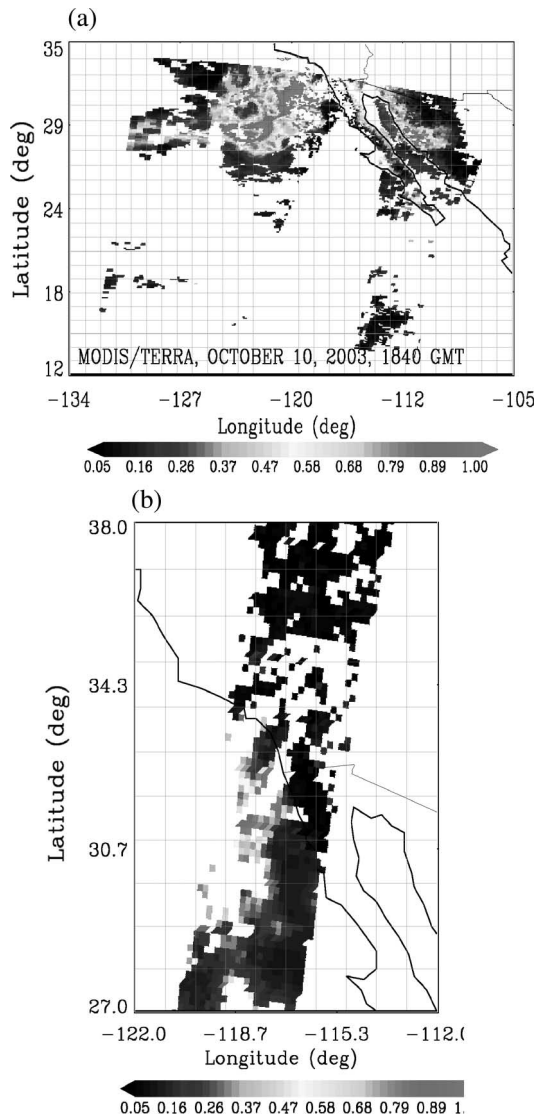 (a)
35
29
24
18
12
Latitude (deg)
MODIS/TERRA, OCTOBER 10, 2003, 1840 GMT
-134 -127 -120 -112 -105
Longitude (deg)
0.05 0.16 0.26 0.37 0.47 0.58 0.68 0.79 0.89 1.00
(b)
38.0
34.3
30.7
27.0
Latitude (deg)
-122.0 -118.7 -115.3 -112.0
Longitude (deg)
0.05 0.16 0.26 0.37 0.47 0.58 0.68 0.79 0.89 1.